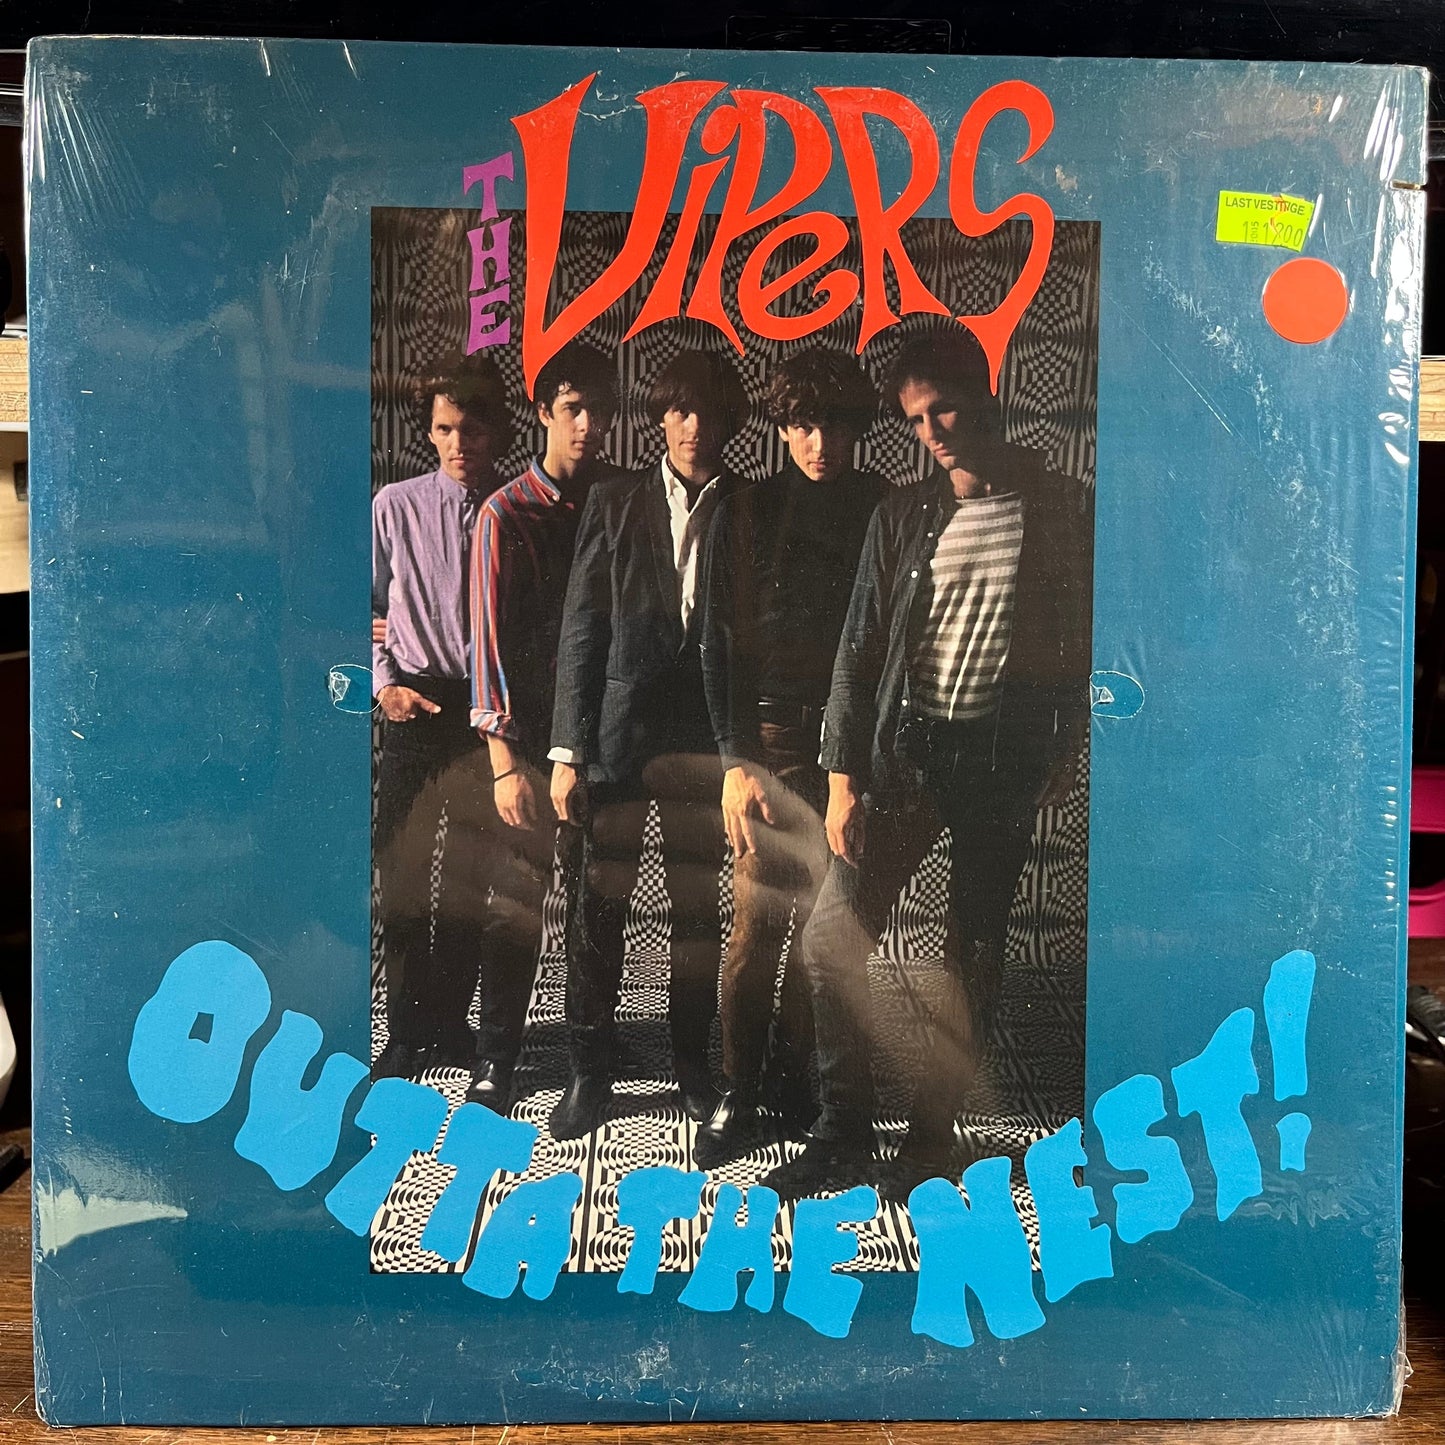 THE VIPERS
LAST VESTIGE
OUTTA THE NEST!